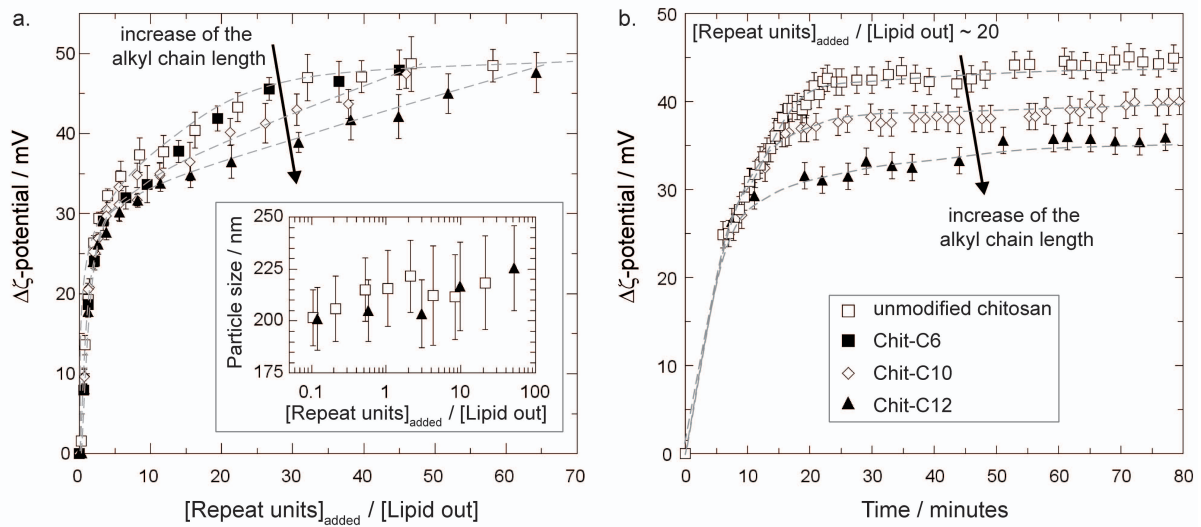 a.
increase of the
alkyl chain length
Δζ-potential / mV
50
40
30
20
10
0
0 10 20 30 40 50 60 70
[Repeat units]added / [Lipid out]
Particle size / nm
250
225
200
175
0.1 1 10 100
[Repeat units]added / [Lipid out]
b.
[Repeat units]added / [Lipid out] ~ 20
Δζ-potential / mV
50
40
30
20
10
0
increase of the
alkyl chain length
unmodified chitosan
Chit-C6
Chit-C10
Chit-C12
0 10 20 30 40 50 60 70 80
Time / minutes